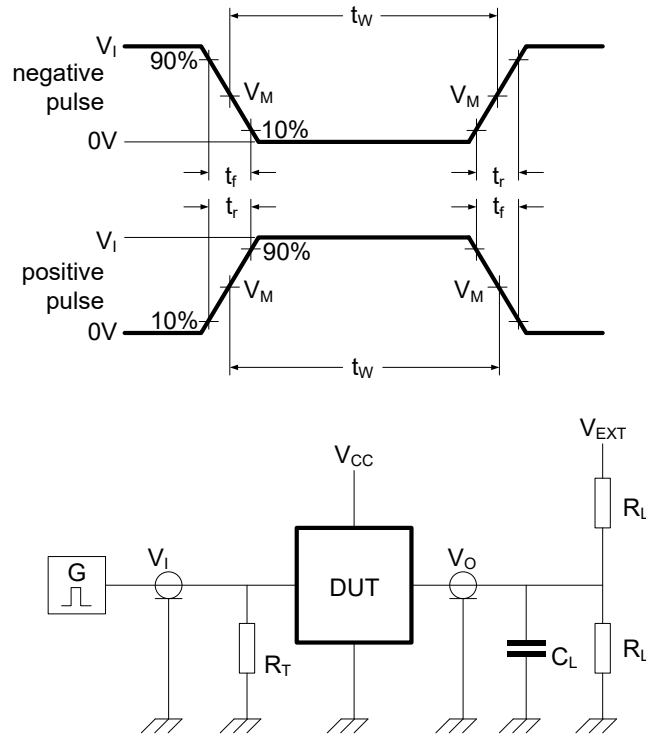 tW
VI
90%
negative
pulse
VM
VM
10%
0V
tf
tr
tr
tf
VI
90%
positive
pulse
VM
VM
10%
0V
tW
VEXT
VCC
RL
VI
VO
G
DUT
RT
CL
RL